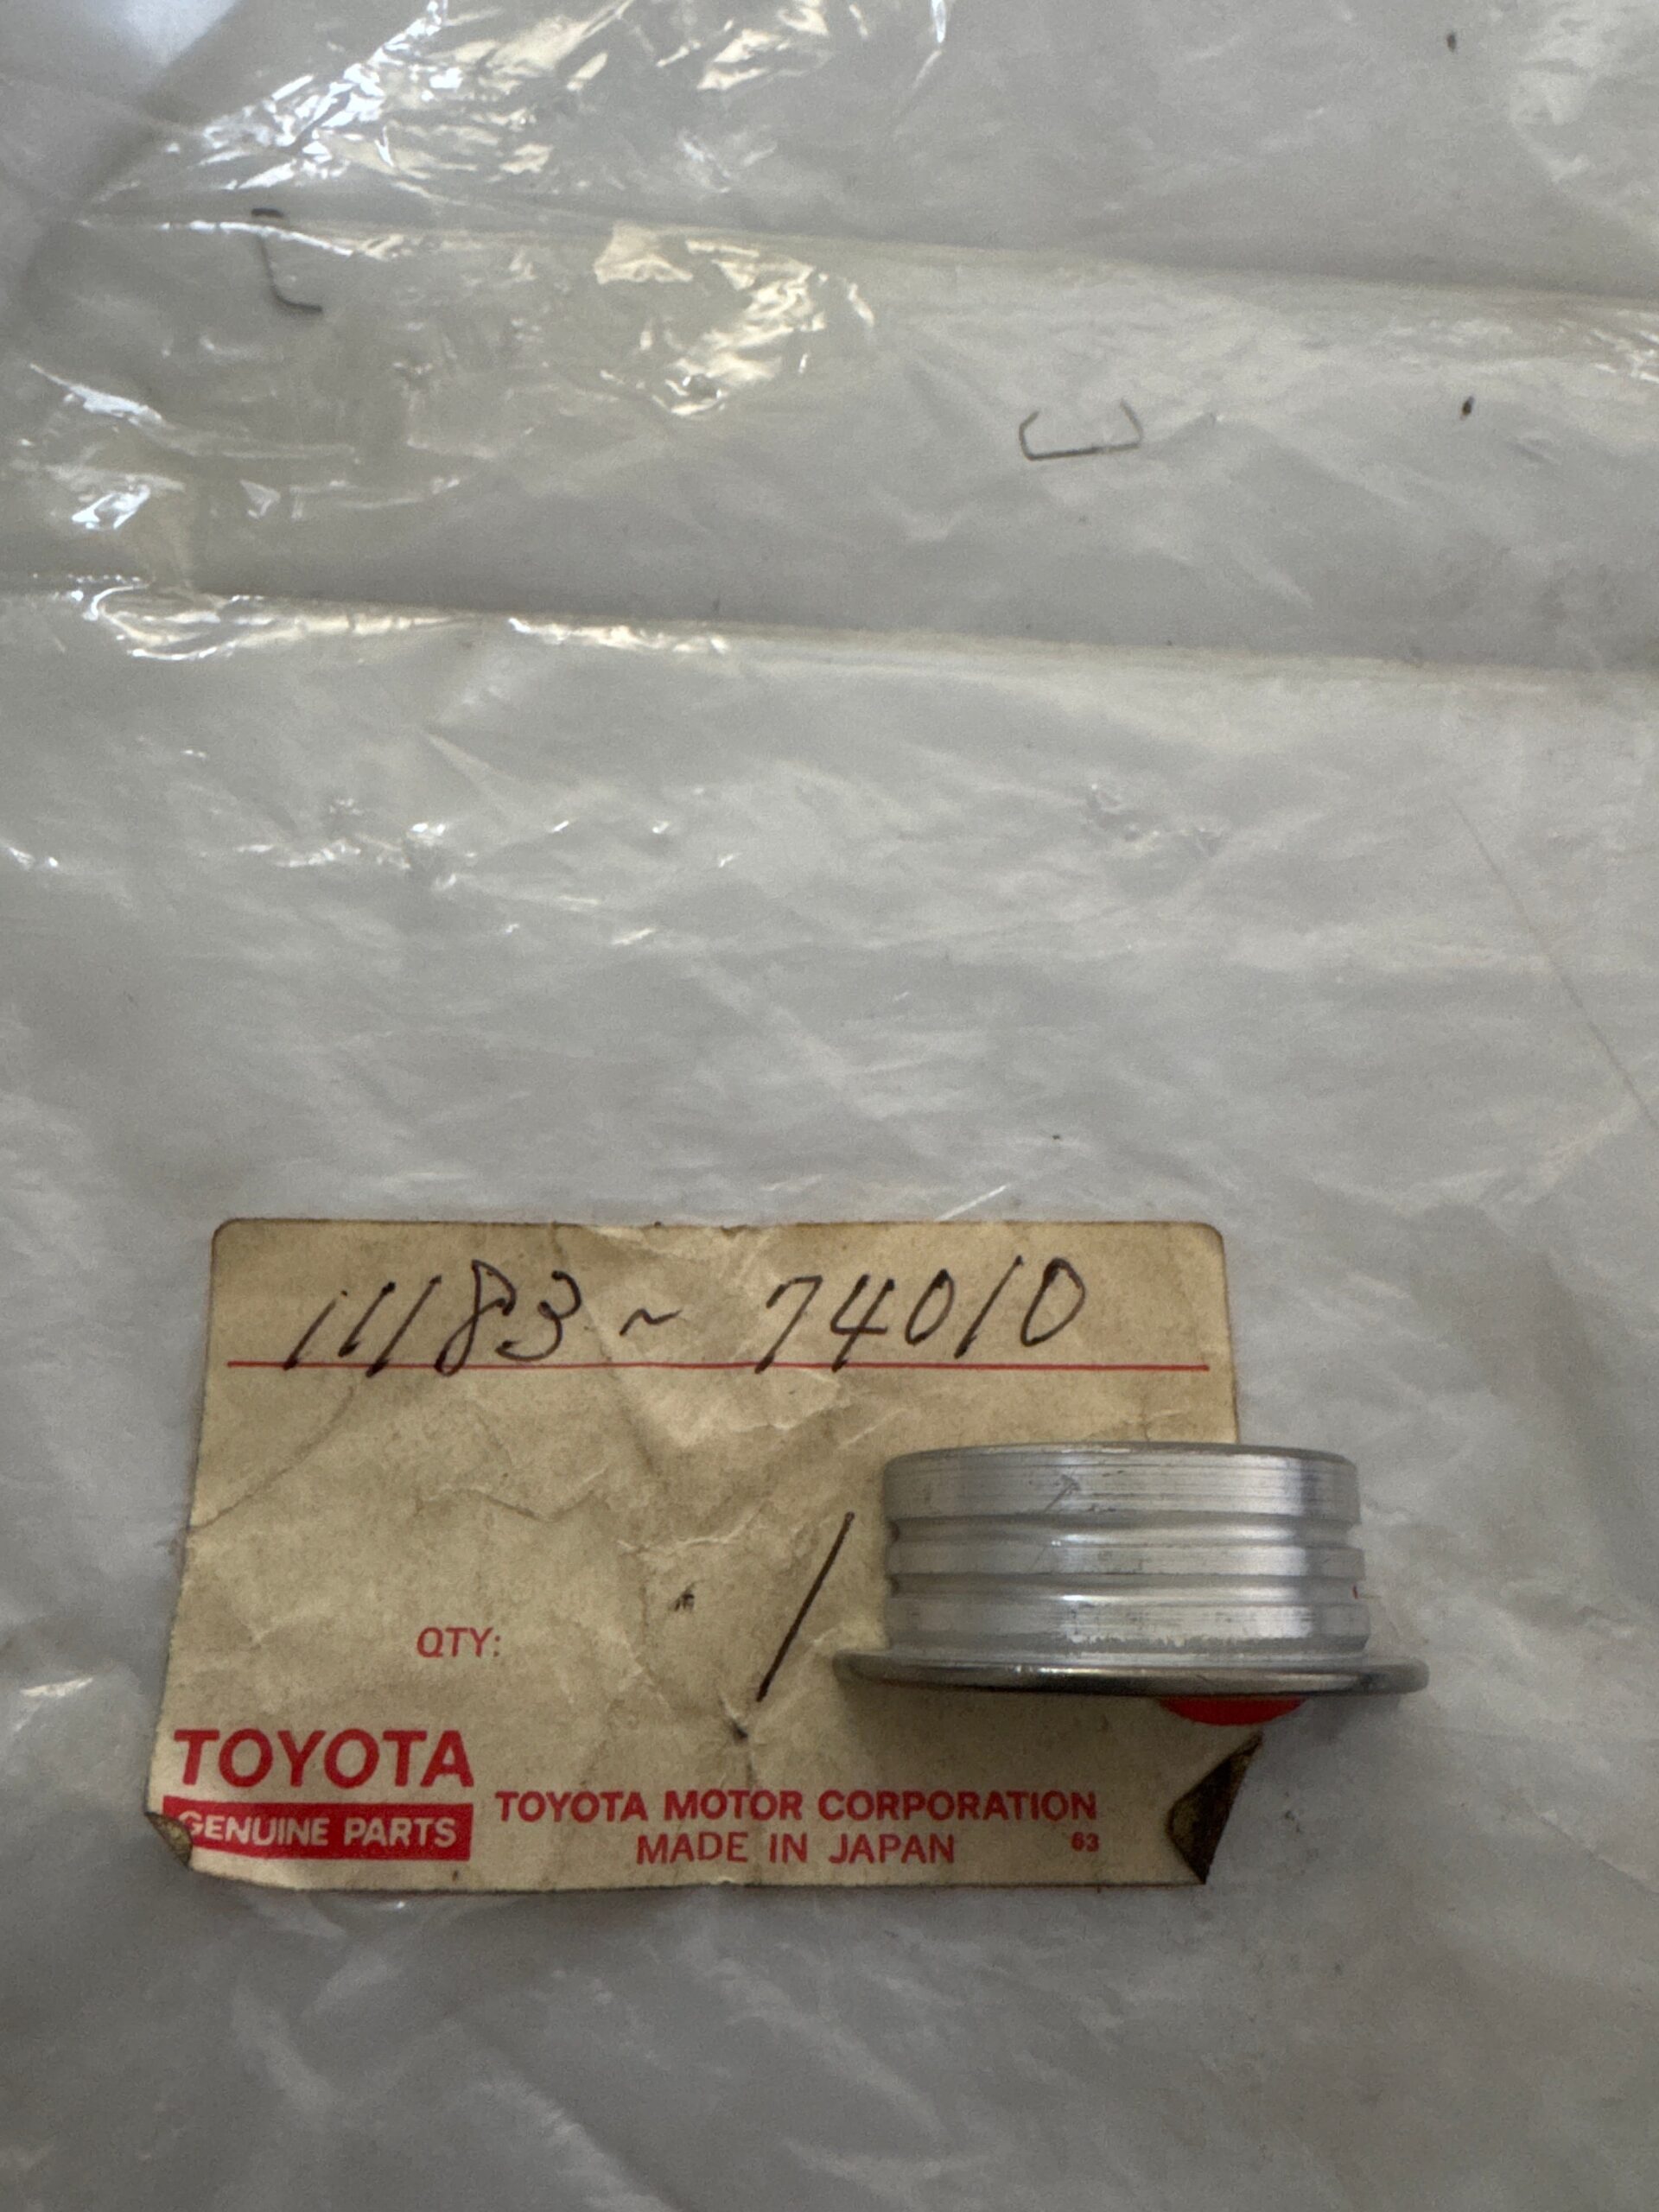 11183 ~ 74010
QTY: 1
TOYOTA
GENUINE PARTS
TOYOTA MOTOR CORPORATION
MADE IN JAPAN 63